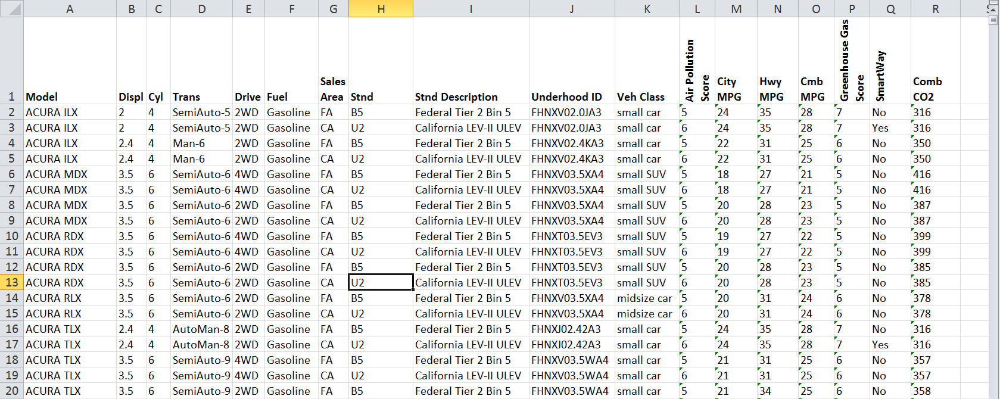 A B C D E F G H I J K L M N O P Q R S
1 Model Displ Cyl Trans Drive Fuel Sales Area Stnd Stnd Description Underhood ID Veh Class Air Pollution Score City MPG Hwy MPG Cmb MPG Greenhouse Gas Score SmartWay Comb CO2
2 ACURA ILX 2 4 SemiAuto-5 2WD Gasoline FA B5 Federal Tier 2 Bin 5 FHNXV02.0JA3 small car 5 24 35 28 7 No 316
3 ACURA ILX 2 4 SemiAuto-5 2WD Gasoline CA U2 California LEV-II ULEV FHNXV02.0JA3 small car 6 24 35 28 7 Yes 316
4 ACURA ILX 2.4 4 Man-6 2WD Gasoline FA B5 Federal Tier 2 Bin 5 FHNXV02.4KA3 small car 5 22 31 25 6 No 350
5 ACURA ILX 2.4 4 Man-6 2WD Gasoline CA U2 California LEV-II ULEV FHNXV02.4KA3 small car 6 22 31 25 6 No 350
6 ACURA MDX 3.5 6 SemiAuto-6 4WD Gasoline FA B5 Federal Tier 2 Bin 5 FHNXV03.5XA4 small SUV 5 18 27 21 5 No 416
7 ACURA MDX 3.5 6 SemiAuto-6 4WD Gasoline CA U2 California LEV-II ULEV FHNXV03.5XA4 small SUV 6 18 27 21 5 No 416
8 ACURA MDX 3.5 6 SemiAuto-6 2WD Gasoline FA B5 Federal Tier 2 Bin 5 FHNXV03.5XA4 small SUV 5 20 28 23 5 No 387
9 ACURA MDX 3.5 6 SemiAuto-6 2WD Gasoline CA U2 California LEV-II ULEV FHNXV03.5XA4 small SUV 6 20 28 23 5 No 387
10 ACURA RDX 3.5 6 SemiAuto-6 4WD Gasoline FA B5 Federal Tier 2 Bin 5 FHNXT03.5EV3 small SUV 5 19 27 22 5 No 399
11 ACURA RDX 3.5 6 SemiAuto-6 4WD Gasoline CA U2 California LEV-II ULEV FHNXT03.5EV3 small SUV 6 19 27 22 5 No 399
12 ACURA RDX 3.5 6 SemiAuto-6 2WD Gasoline FA B5 Federal Tier 2 Bin 5 FHNXT03.5EV3 small SUV 5 20 28 23 5 No 385
13 ACURA RDX 3.5 6 SemiAuto-6 2WD Gasoline CA U2 California LEV-II ULEV FHNXT03.5EV3 small SUV 6 20 28 23 5 No 385
14 ACURA RLX 3.5 6 SemiAuto-6 2WD Gasoline FA B5 Federal Tier 2 Bin 5 FHNXV03.5XA4 midsize car 5 20 31 24 6 No 378
15 ACURA RLX 3.5 6 SemiAuto-6 2WD Gasoline CA U2 California LEV-II ULEV FHNXV03.5XA4 midsize car 6 20 31 24 6 No 378
16 ACURA TLX 2.4 4 AutoMan-8 2WD Gasoline FA B5 Federal Tier 2 Bin 5 FHNXJ02.42A3 small car 5 24 35 28 7 No 316
17 ACURA TLX 2.4 4 AutoMan-8 2WD Gasoline CA U2 California LEV-II ULEV FHNXJ02.42A3 small car 6 24 35 28 7 Yes 316
18 ACURA TLX 3.5 6 SemiAuto-9 4WD Gasoline FA B5 Federal Tier 2 Bin 5 FHNXV03.5WA4 small car 5 21 31 25 6 No 357
19 ACURA TLX 3.5 6 SemiAuto-9 4WD Gasoline CA U2 California LEV-II ULEV FHNXV03.5WA4 small car 6 21 31 25 6 No 357
20 ACURA TLX 3.5 6 SemiAuto-9 2WD Gasoline FA B5 Federal Tier 2 Bin 5 FHNXV03.5WA4 small car 5 21 34 25 6 No 358